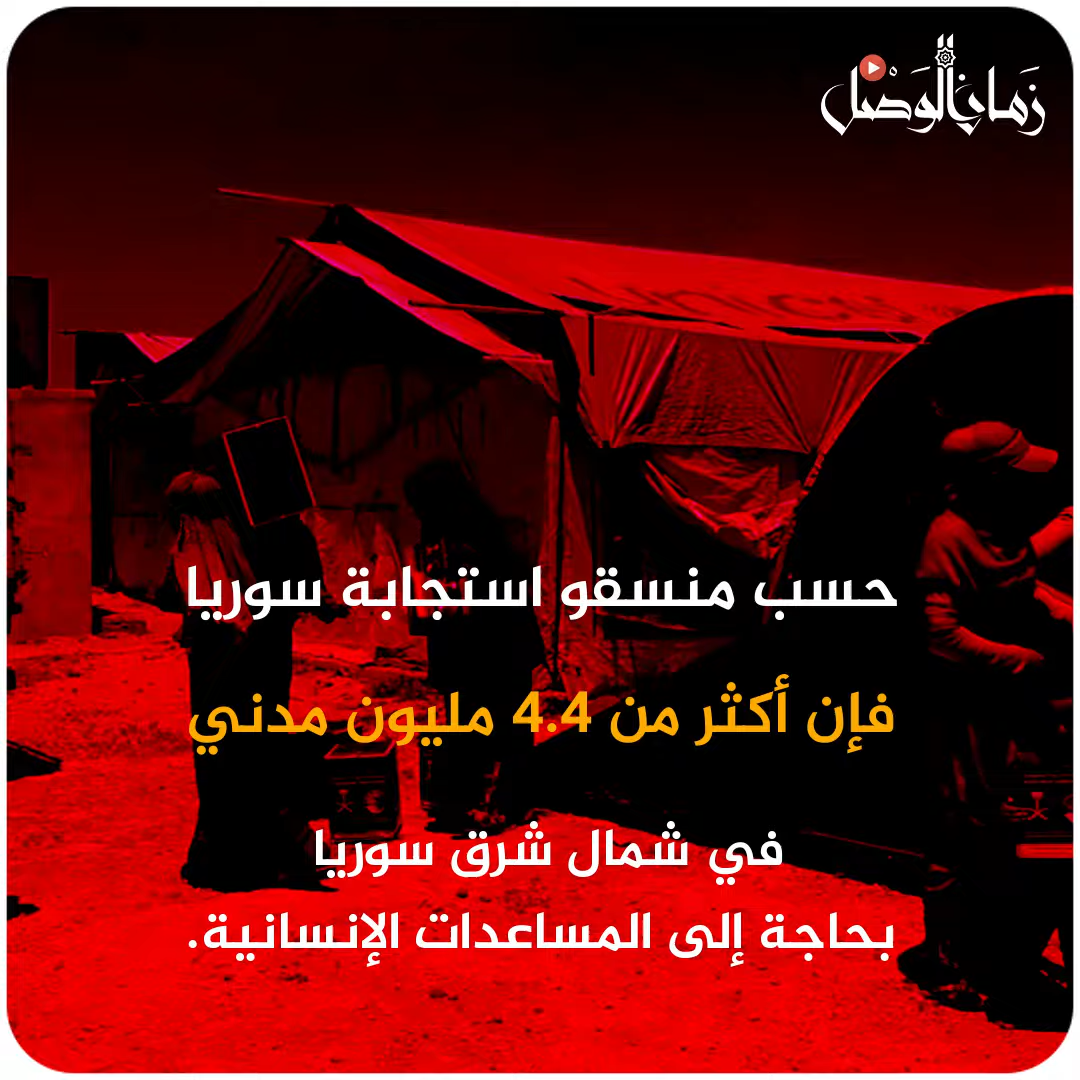 زمان الوصل
حسب منسقو استجابة سوريا
فإن أكثر من 4.4 مليون مدني
في شمال شرق سوريا
بحاجة إلى المساعدات الإنسانية.